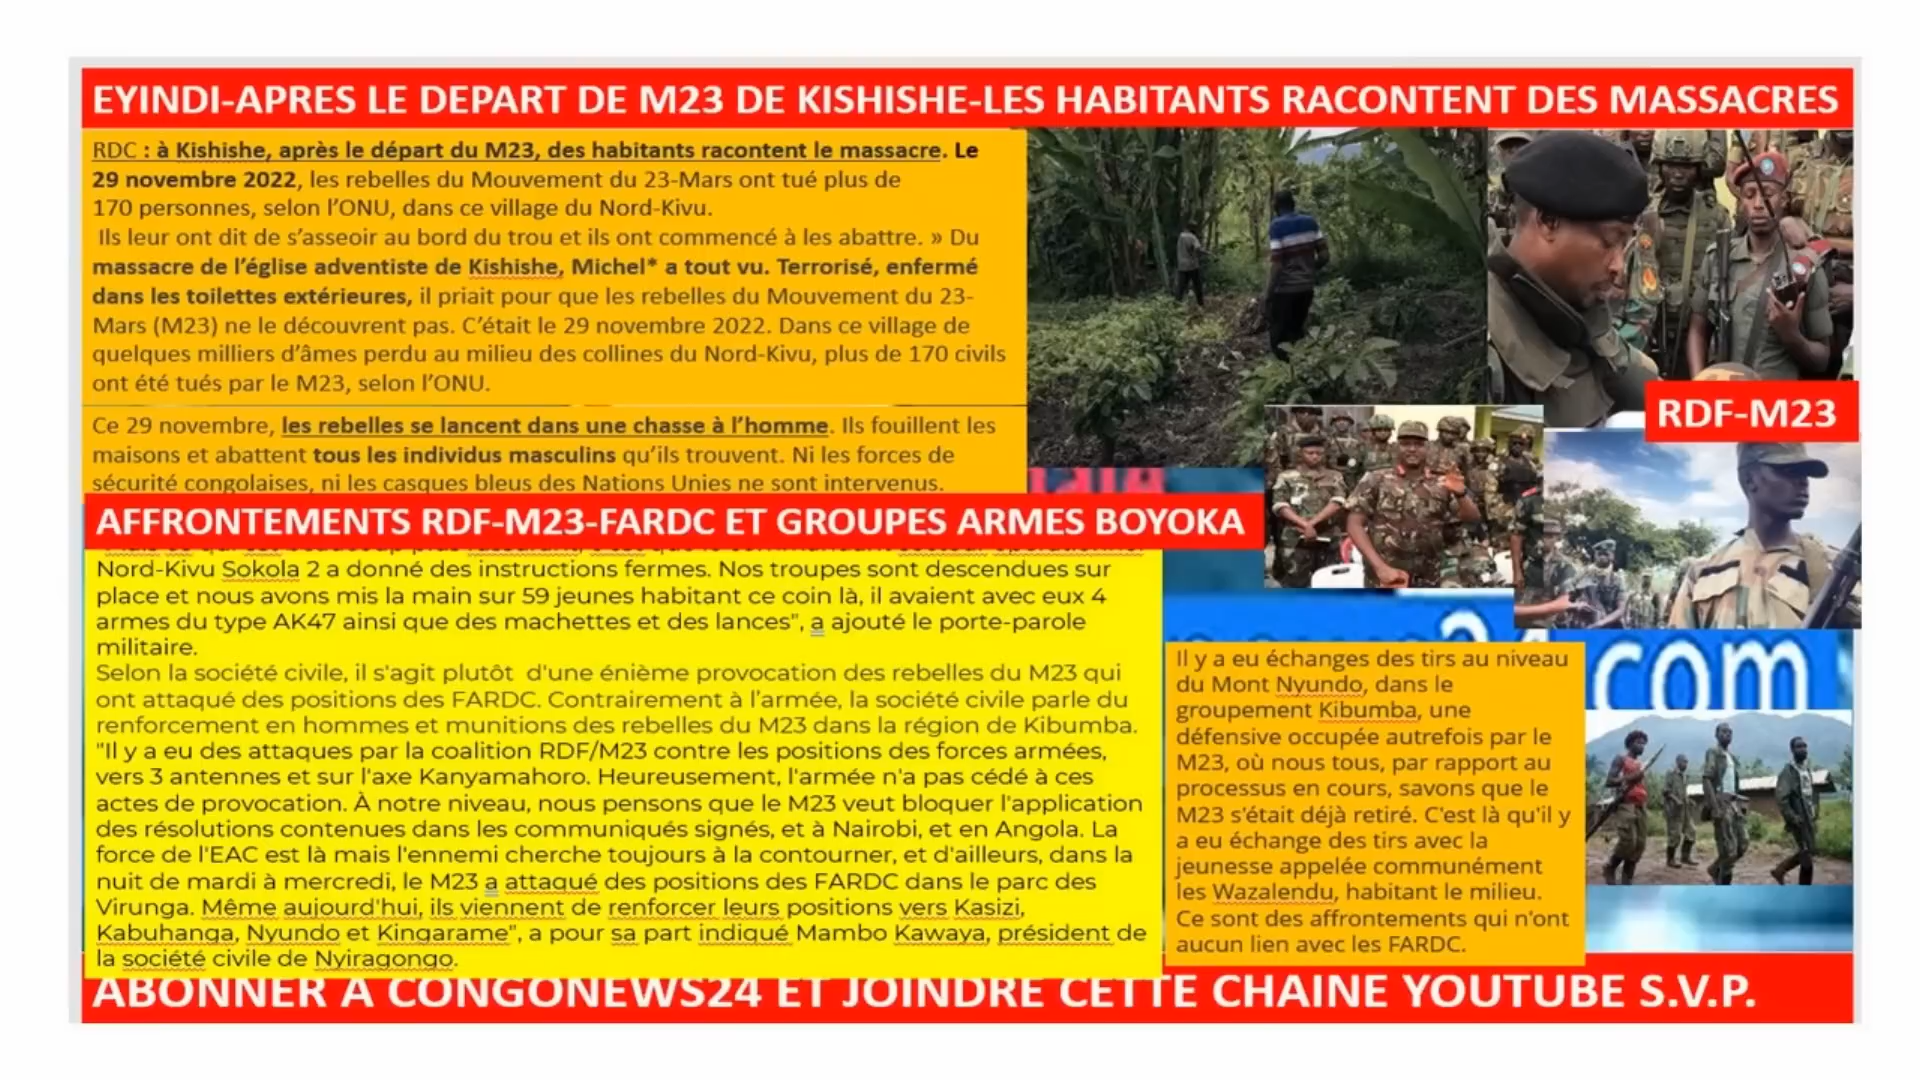 EYINDI-APRES LE DEPART DE M23 DE KISHISHE-LES HABITANTS RACONTENT DES MASSACRES
RDC : à Kishishe, après le départ du M23, des habitants racontent le massacre. Le
29 novembre 2022, les rebelles du Mouvement du 23-Mars ont tué plus de
170 personnes, selon l’ONU, dans ce village du Nord-Kivu.
Ils leur ont dit de s’asseoir au bord du trou et ils ont commencé à les abattre. » Du
massacre de l’église adventiste de Kishishe, Michel* a tout vu. Terrorisé, enfermé
dans les toilettes extérieures, il priait pour que les rebelles du Mouvement du 23-
Mars (M23) ne le découvrent pas. C’était le 29 novembre 2022. Dans ce village de
quelques milliers d’âmes perdu au milieu des collines du Nord-Kivu, plus de 170 civils
ont été tués par le M23, selon l’ONU.
Ce 29 novembre, les rebelles se lancent dans une chasse à l’homme. Ils fouillent les
maisons et abattent tous les individus masculins qu’ils trouvent. Ni les forces de
sécurité congolaises, ni les casques bleus des Nations Unies ne sont intervenus.
RDF-M23
AFFRONTEMENTS RDF-M23-FARDC ET GROUPES ARMES BOYOKA
Nord-Kivu Sokola 2 a donné des instructions fermes. Nos troupes sont descendues sur
place et nous avons mis la main sur 59 jeunes habitant ce coin là, il avaient avec eux 4
armes du type AK47 ainsi que des machettes et des lances", a ajouté le porte-parole
militaire.
Selon la société civile, il s'agit plutôt d'une énième provocation des rebelles du M23 qui
ont attaqué des positions des FARDC. Contrairement à l’armée, la société civile parle du
renforcement en hommes et munitions des rebelles du M23 dans la région de Kibumba.
"Il y a eu des attaques par la coalition RDF/M23 contre les positions des forces armées,
vers 3 antennes et sur l'axe Kanyamahoro. Heureusement, l'armée n'a pas cédé à ces
actes de provocation. À notre niveau, nous pensons que le M23 veut bloquer l'application
des résolutions contenues dans les communiqués signés, et à Nairobi, et en Angola. La
force de l'EAC est là mais l'ennemi cherche toujours à la contourner, et d'ailleurs, dans la
nuit de mardi à mercredi, le M23 a attaqué des positions des FARDC dans le parc des
Virunga. Même aujourd'hui, ils viennent de renforcer leurs positions vers Kasizi,
Kabuhanga, Nyundo et Kingarame", a pour sa part indiqué Mambo Kawaya, président de
la société civile de Nyiragongo.
24.com
Il y a eu échanges des tirs au niveau
du Mont Nyundo, dans le
groupement Kibumba, une
défensive occupée autrefois par le
M23, où nous tous, par rapport au
processus en cours, savons que le
M23 s'était déjà retiré. C'est là qu'il y
a eu échange des tirs avec la
jeunesse appelée communément
les Wazalendu, habitant le milieu.
Ce sont des affrontements qui n'ont
aucun lien avec les FARDC.
ABONNER A CONGONEWS24 ET JOINDRE CETTE CHAINE YOUTUBE S.V.P.